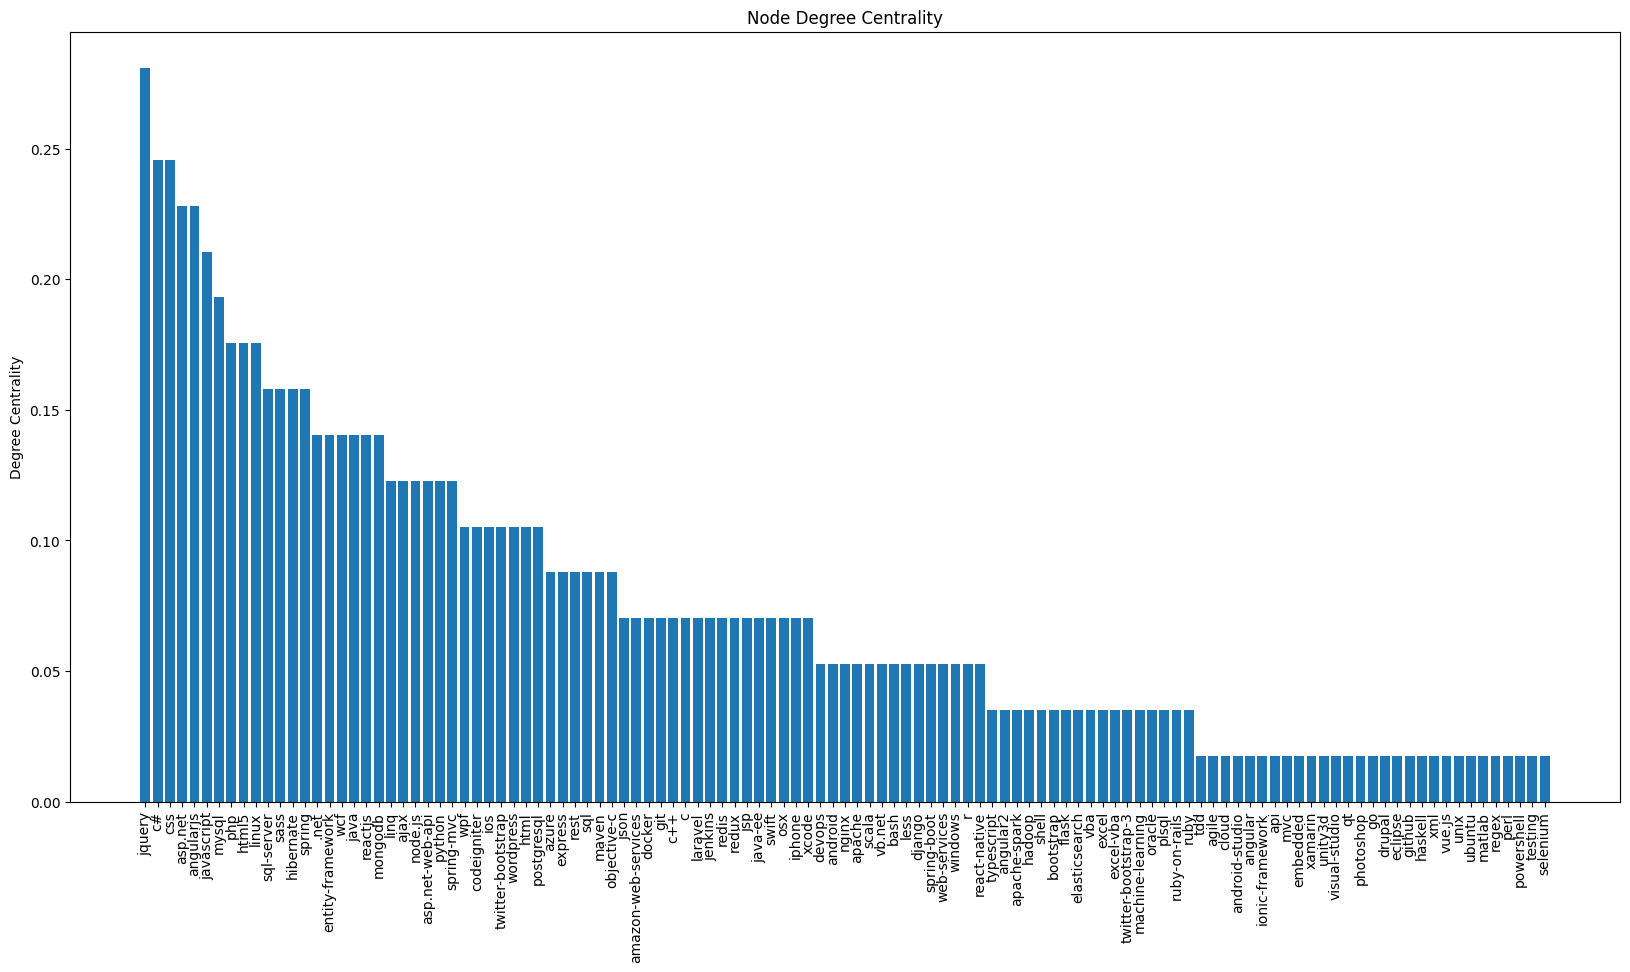 Node Degree Centrality
Degree Centrality
0.25
0.20
0.15
0.10
0.05
0.00
jquery
c#
css
asp.net
angularjs
javascript
mysql
php
html5
linux
sql-server
sass
hibernate
spring
.net
entity-framework
wcf
java
reactjs
mongodb
linq
ajax
node.js
asp.net-web-api
python
spring-mvc
wpf
codeigniter
ios
twitter-bootstrap
wordpress
html
postgresql
azure
express
rest
sql
maven
objective-c
json
amazon-web-services
docker
git
c++
c
laravel
jenkins
redis
redux
jsp
java-ee
swift
osx
iphone
xcode
devops
android
nginx
apache
scala
vb.net
bash
less
django
spring-boot
web-services
windows
r
react-native
typescript
angular2
apache-spark
hadoop
shell
bootstrap
flask
elasticsearch
vba
excel
excel-vba
twitter-bootstrap-3
machine-learning
oracle
plsql
ruby-on-rails
ruby
tdd
agile
cloud
android-studio
angular
ionic-framework
api
mvc
embedded
xamarin
unity3d
visual-studio
qt
photoshop
go
drupal
eclipse
github
haskell
xml
vue.js
unix
ubuntu
matlab
regex
perl
powershell
testing
selenium